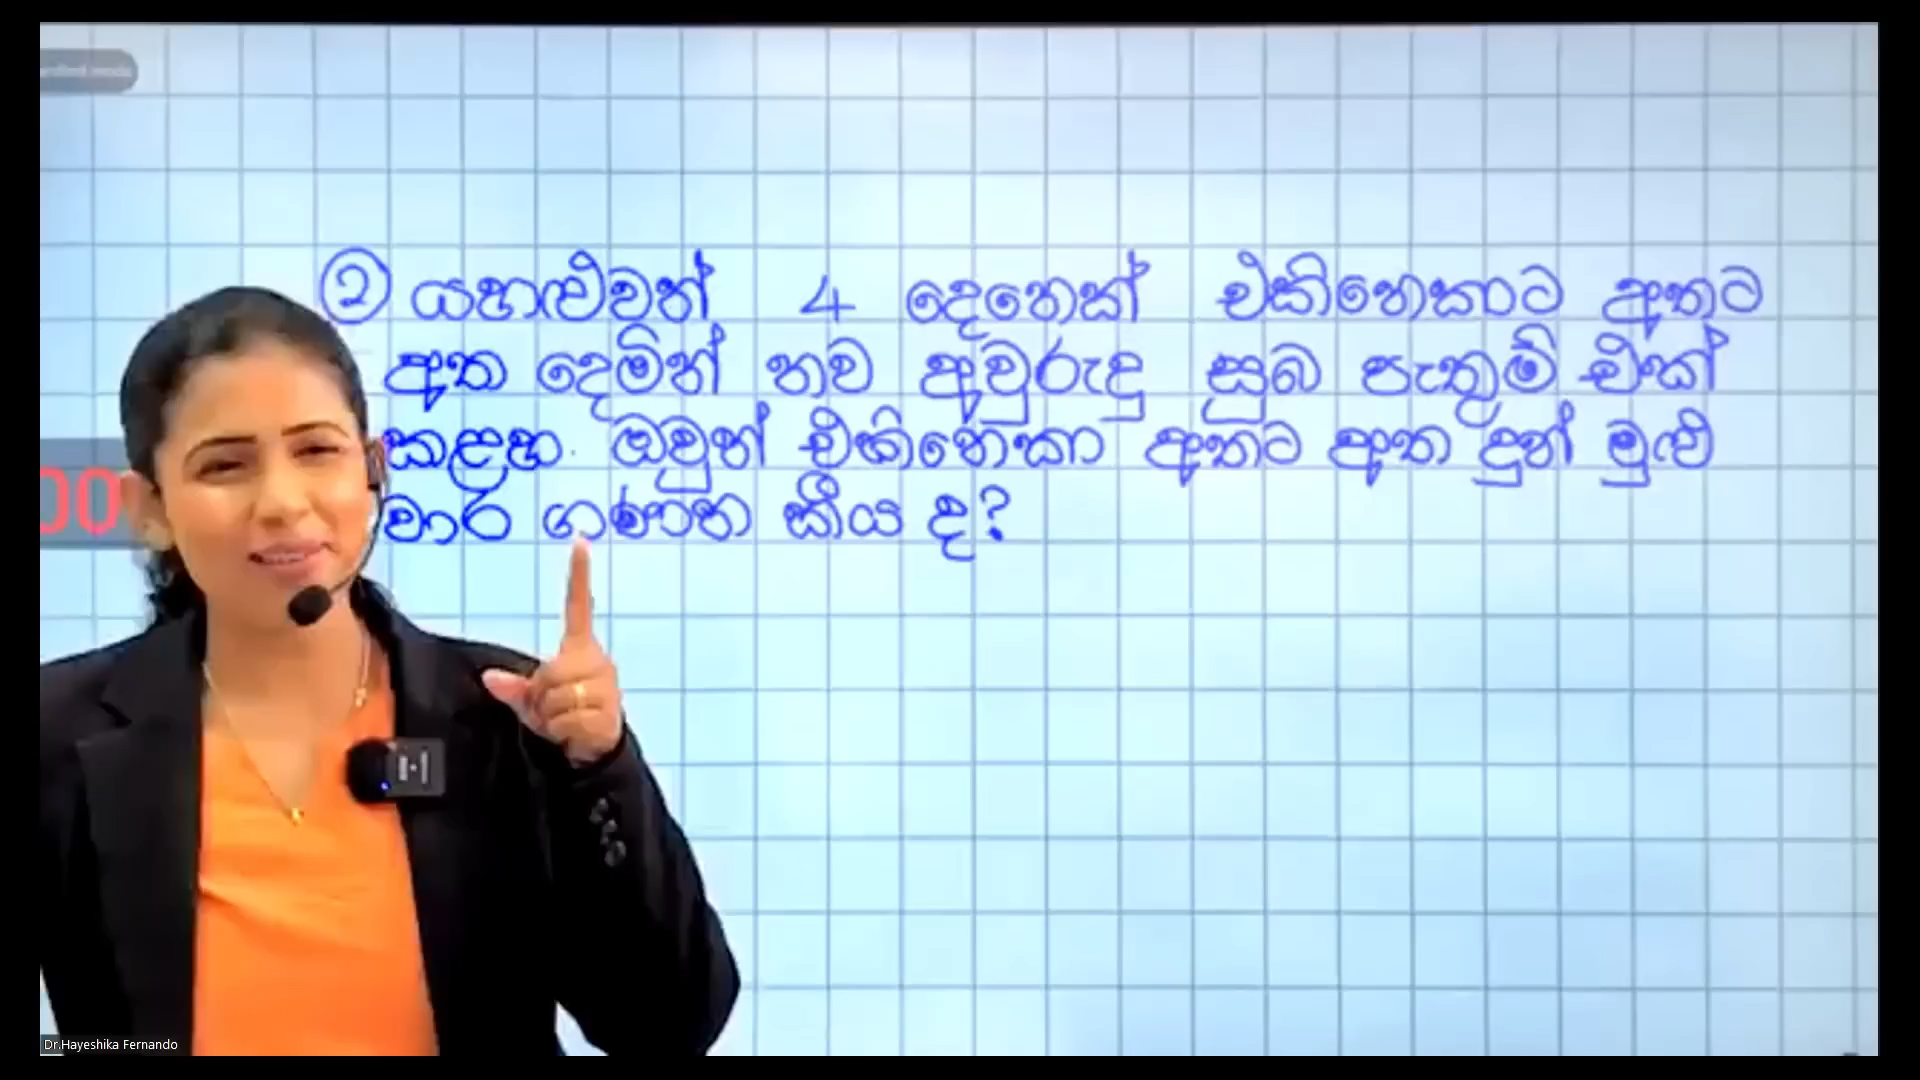 ② යහළුවන් 4 දෙනෙක් එකිනෙකාට අතට
අත දෙමින් නව අවුරුදු සුබ පැතුම් එක්
කළහ. ඔවුන් එකිනෙකා අතට අත දුන් මුළු
වාර ගණන කීය ද?
00
Dr.Hayeshika Fernando